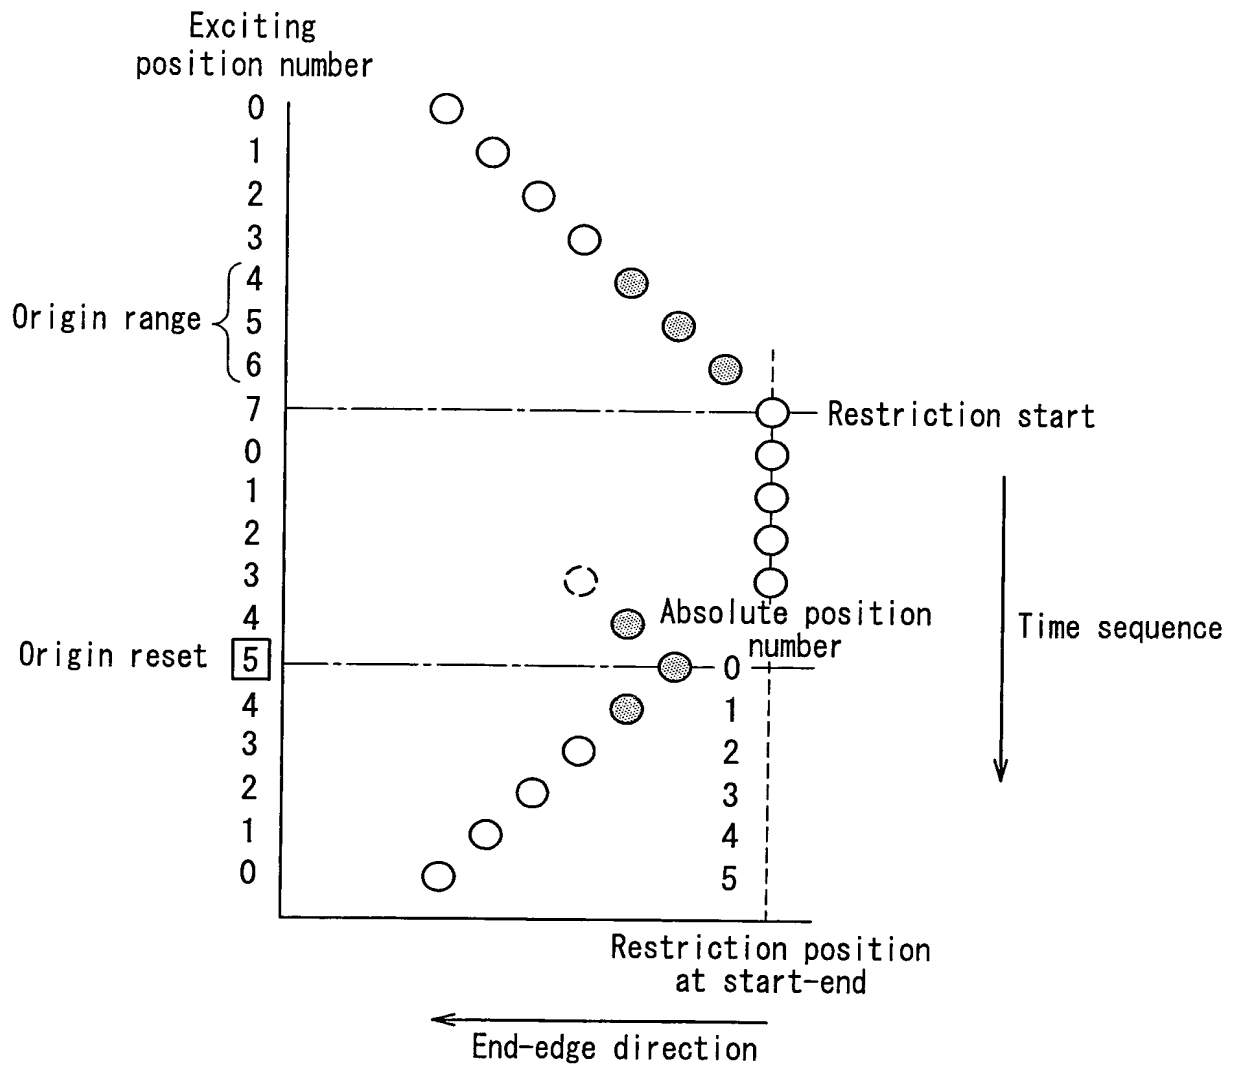 Exciting
position number
0
1
2
3
4
Origin range
5
6
7
Restriction start
0
1
2
3
4
Absolute position
number
Time sequence
Origin reset
5
0
4
1
3
2
2
3
1
4
0
5
Restriction position
at start-end
End-edge direction